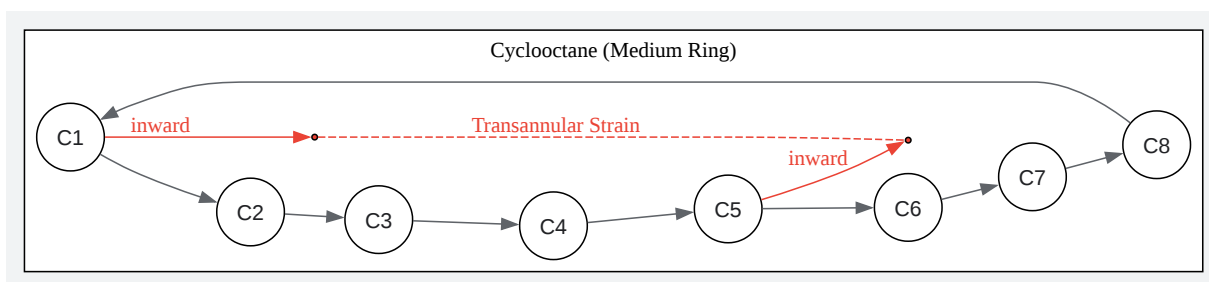 Cyclooctane (Medium Ring)
C1
inward
Transannular Strain
inward
C2
C3
C4
C5
C6
C7
C8